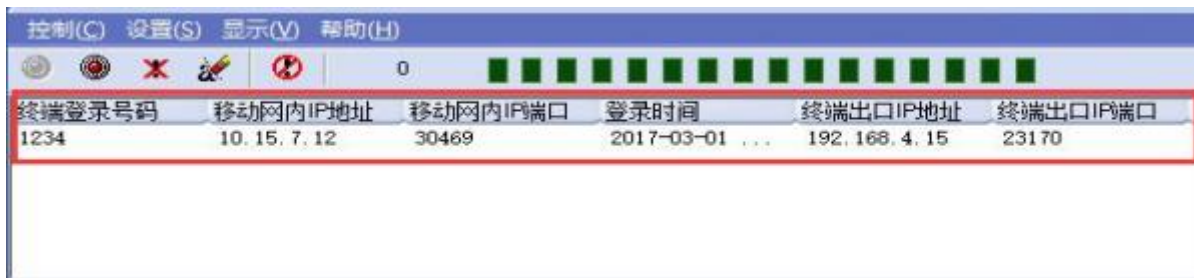 控制(C) 设置(S) 显示(V) 帮助(H)
0
终端登录号码 移动网内IP地址 移动网内IP端口 登录时间 终端出口IP地址 终端出口IP端口
1234 10.15.7.12 30469 2017-03-01 ... 192.168.4.15 23170